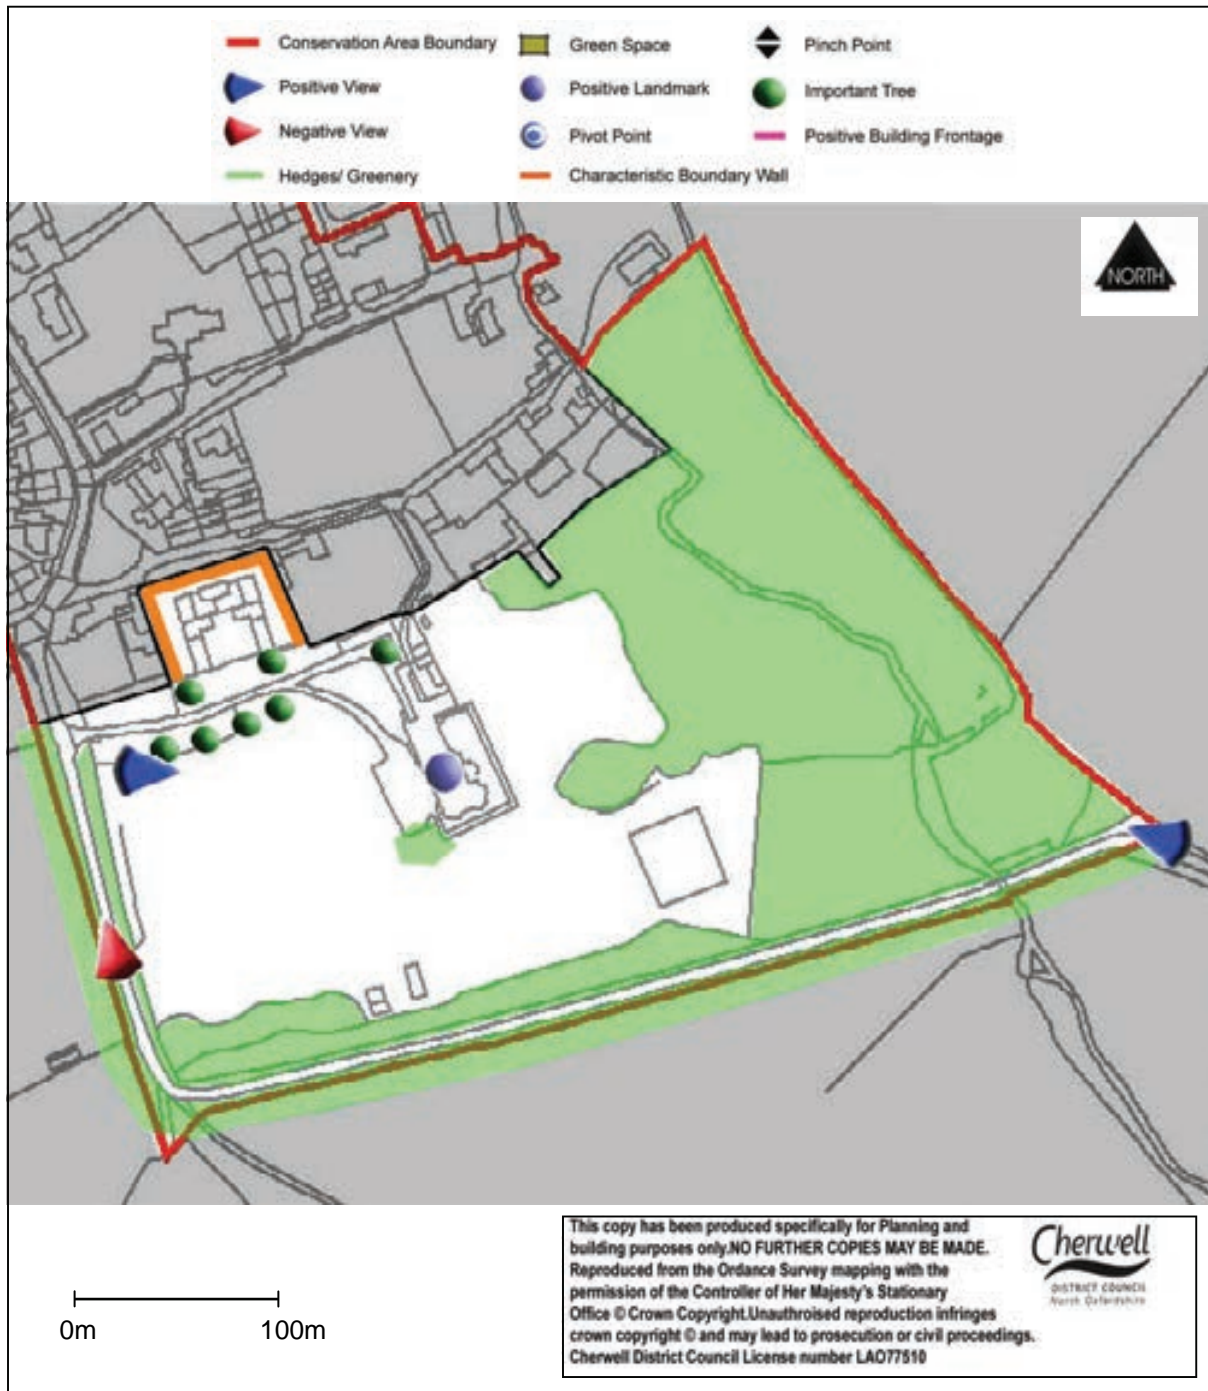 Conservation Area Boundary
Green Space
Pinch Point
Positive View
Positive Landmark
Important Tree
Negative View
Pivot Point
Positive Building Frontage
Hedges/ Greenery
Characteristic Boundary Wall
NORTH
0m 100m
This copy has been produced specifically for Planning and
building purposes only.NO FURTHER COPIES MAY BE MADE.
Reproduced from the Ordance Survey mapping with the
permission of the Controller of Her Majesty's Stationary
Office © Crown Copyright.Unauthroised reproduction infringes
crown copyright © and may lead to prosecution or civil proceedings.
Cherwell District Council License number LAO77510
Cherwell
DISTRICT COUNCIL
North Oxfordshire